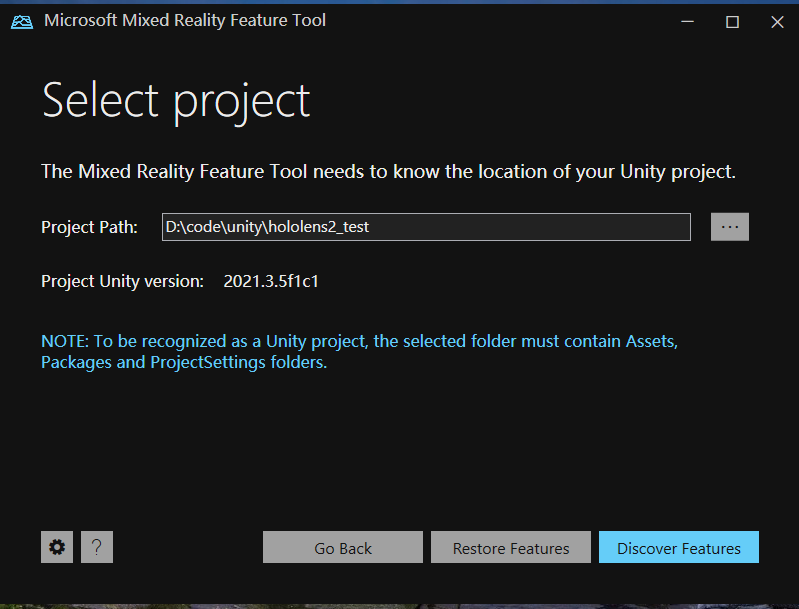 Microsoft Mixed Reality Feature Tool
Select project
The Mixed Reality Feature Tool needs to know the location of your Unity project.
Project Path: D:\code\unity\hololens2_test ...
Project Unity version: 2021.3.5f1c1
NOTE: To be recognized as a Unity project, the selected folder must contain Assets,
Packages and ProjectSettings folders.
? Go Back Restore Features Discover Features